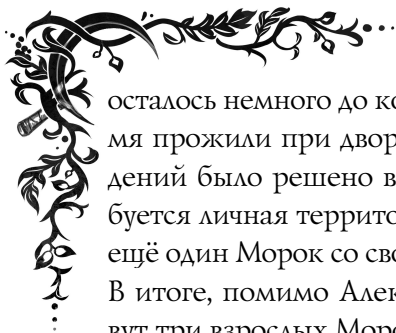 осталось немного до ко
мя прожили при двор
дений было решено в
буется личная террито
ещё один Морок со сво
В итоге, помимо Алек
вут три взрослых Моро